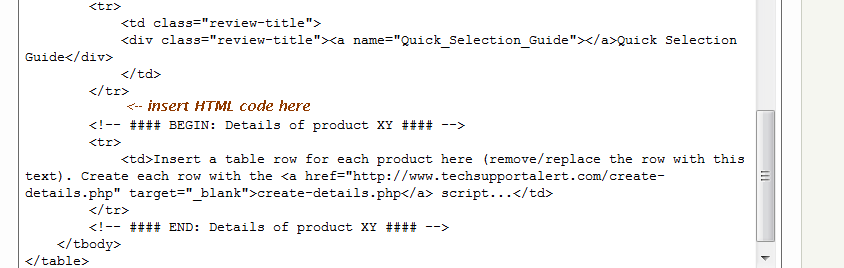 <tr>
<td class="review-title">
<div class="review-title"><a name="Quick_Selection_Guide"></a>Quick Selection
Guide</div>
</td>
</tr>
<-- insert HTML code here
<!-- #### BEGIN: Details of product XY #### -->
<tr>
<td>Insert a table row for each product here (remove/replace the row with this
text). Create each row with the <a href="http://www.techsupportalert.com/create-
details.php" target="_blank">create-details.php</a> script...</td>
</tr>
<!-- #### END: Details of product XY #### -->
</tbody>
</table>